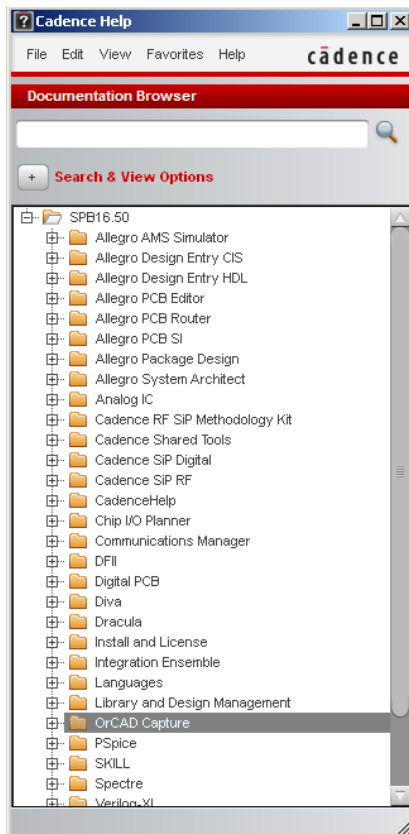 Cadence Help
File Edit View Favorites Help cādence
Documentation Browser
+ Search & View Options
SPB16.50
Allegro AMS Simulator
Allegro Design Entry CIS
Allegro Design Entry HDL
Allegro PCB Editor
Allegro PCB Router
Allegro PCB SI
Allegro Package Design
Allegro System Architect
Analog IC
Cadence RF SiP Methodology Kit
Cadence Shared Tools
Cadence SiP Digital
Cadence SiP RF
CadenceHelp
Chip I/O Planner
Communications Manager
DFII
Digital PCB
Diva
Dracula
Install and License
Integration Ensemble
Languages
Library and Design Management
OrCAD Capture
PSpice
SKILL
Spectre
Verilog-XL